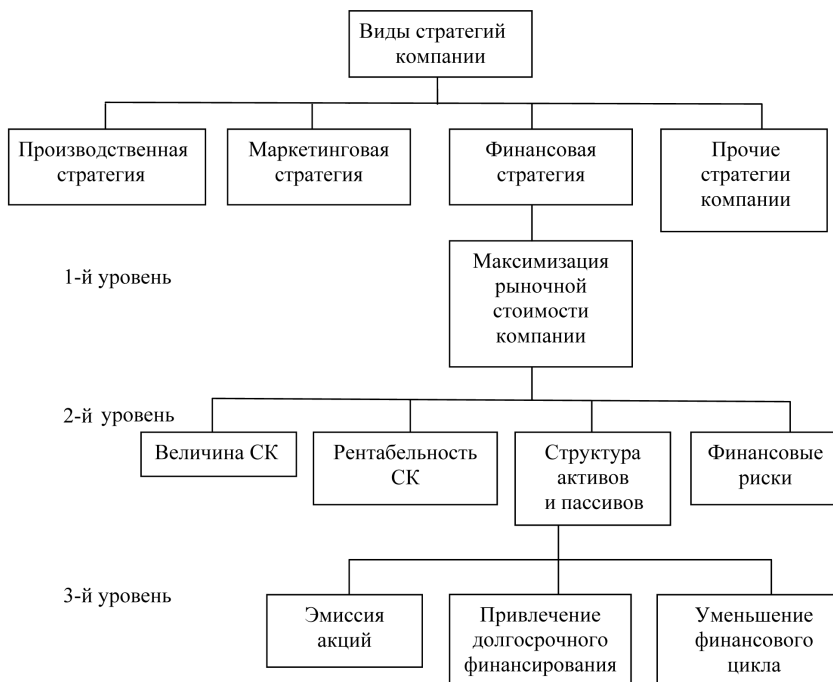 Виды стратегий
компании
Производственная
стратегия
Маркетинговая
стратегия
Финансовая
стратегия
Прочие
стратегии
компании
1-й уровень
Максимизация
рыночной
стоимости
компании
2-й уровень
Величина СК
Рентабельность
СК
Структура
активов
и пассивов
Финансовые
риски
3-й уровень
Эмиссия
акций
Привлечение
долгосрочного
финансирования
Уменьшение
финансового
цикла